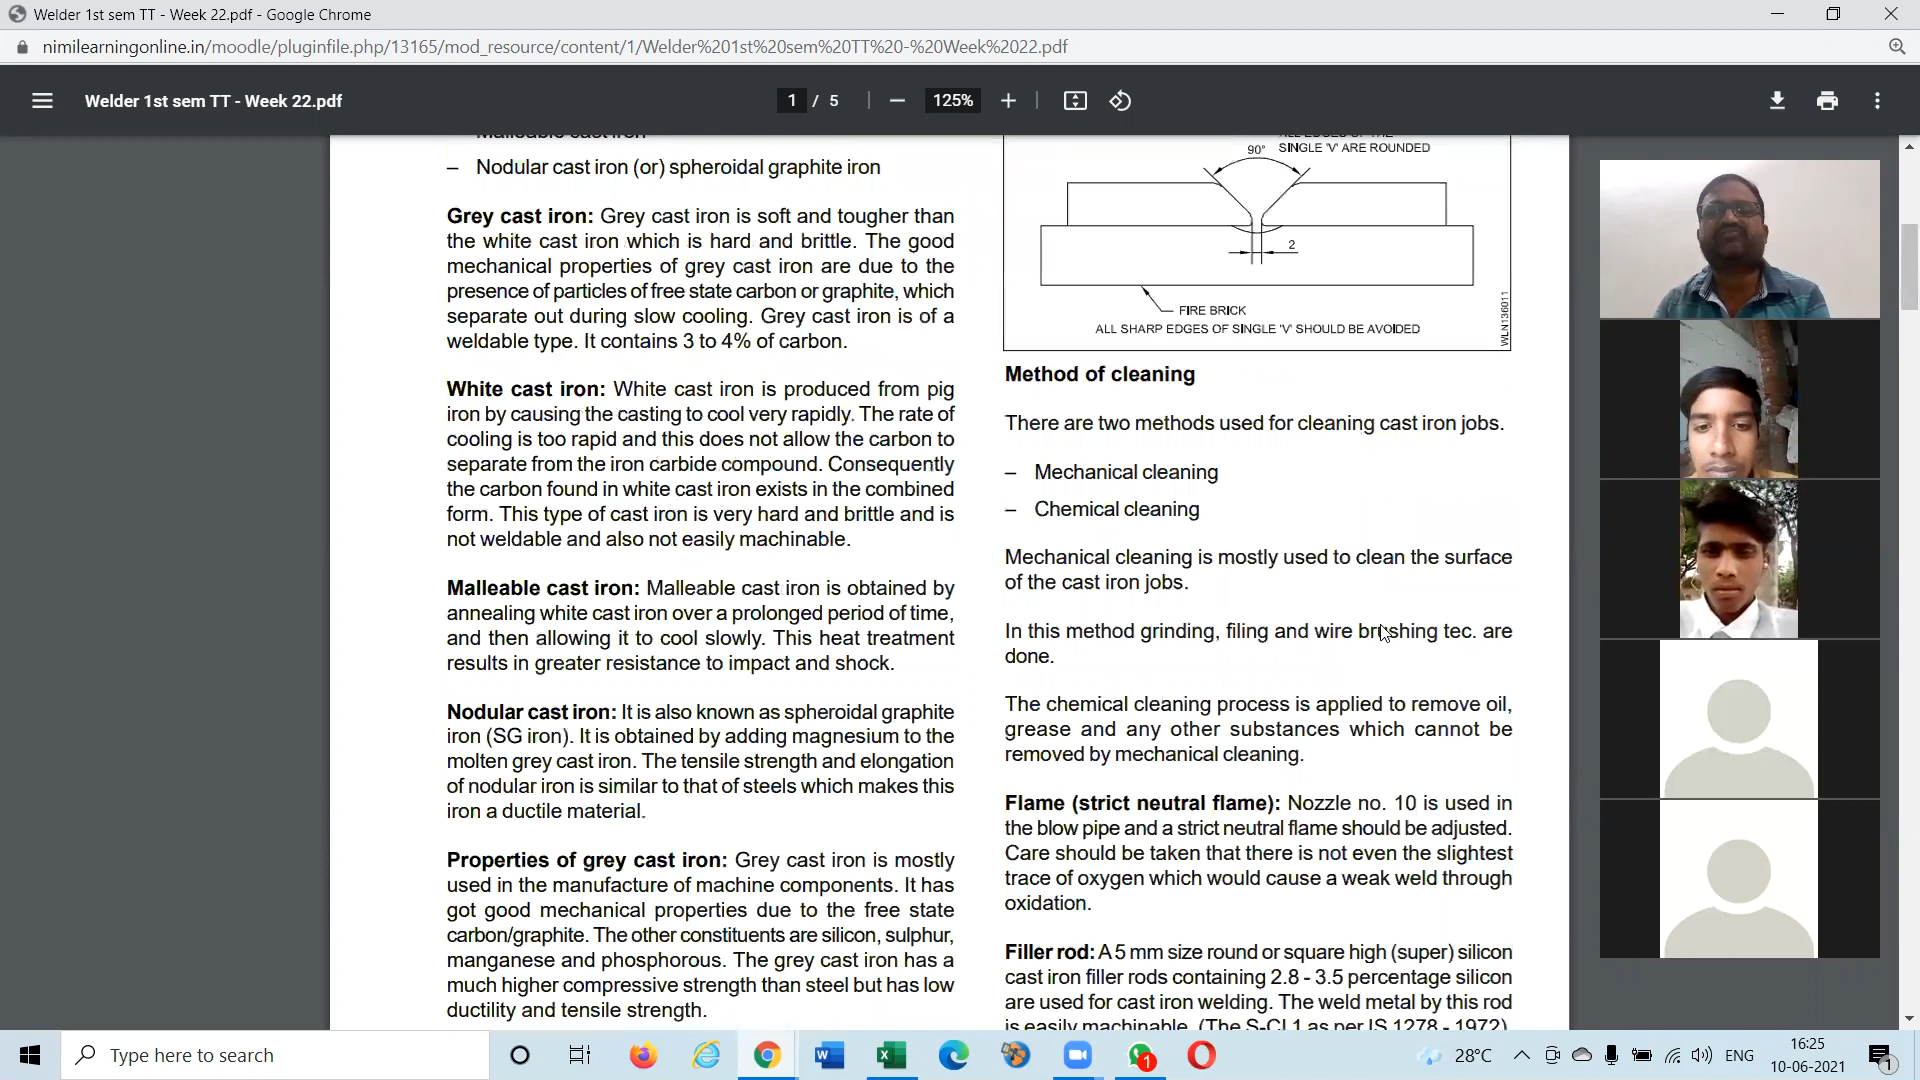 Welder 1st sem TT - Week 22.pdf - Google Chrome
nimilearningonline.in/moodle/pluginfile.php/13165/mod_resource/content/1/Welder%201st%20sem%20TT%20-%20Week%2022.pdf
Welder 1st sem TT - Week 22.pdf
1 / 5
125%
Malleable cast iron
– Nodular cast iron (or) spheroidal graphite iron
Grey cast iron: Grey cast iron is soft and tougher than
the white cast iron which is hard and brittle. The good
mechanical properties of grey cast iron are due to the
presence of particles of free state carbon or graphite, which
separate out during slow cooling. Grey cast iron is of a
weldable type. It contains 3 to 4% of carbon.
White cast iron: White cast iron is produced from pig
iron by causing the casting to cool very rapidly. The rate of
cooling is too rapid and this does not allow the carbon to
separate from the iron carbide compound. Consequently
the carbon found in white cast iron exists in the combined
form. This type of cast iron is very hard and brittle and is
not weldable and also not easily machinable.
Malleable cast iron: Malleable cast iron is obtained by
annealing white cast iron over a prolonged period of time,
and then allowing it to cool slowly. This heat treatment
results in greater resistance to impact and shock.
Nodular cast iron: It is also known as spheroidal graphite
iron (SG iron). It is obtained by adding magnesium to the
molten grey cast iron. The tensile strength and elongation
of nodular iron is similar to that of steels which makes this
iron a ductile material.
Properties of grey cast iron: Grey cast iron is mostly
used in the manufacture of machine components. It has
got good mechanical properties due to the free state
carbon/graphite. The other constituents are silicon, sulphur,
manganese and phosphorous. The grey cast iron has a
much higher compressive strength than steel but has low
ductility and tensile strength.
ALL EDGES OF THE
SINGLE 'V' ARE ROUNDED
90°
2
FIRE BRICK
ALL SHARP EDGES OF SINGLE 'V' SHOULD BE AVOIDED
WLN136011
Method of cleaning
There are two methods used for cleaning cast iron jobs.
– Mechanical cleaning
– Chemical cleaning
Mechanical cleaning is mostly used to clean the surface
of the cast iron jobs.
In this method grinding, filing and wire brushing tec. are
done.
The chemical cleaning process is applied to remove oil,
grease and any other substances which cannot be
removed by mechanical cleaning.
Flame (strict neutral flame): Nozzle no. 10 is used in
the blow pipe and a strict neutral flame should be adjusted.
Care should be taken that there is not even the slightest
trace of oxygen which would cause a weak weld through
oxidation.
Filler rod: A 5 mm size round or square high (super) silicon
cast iron filler rods containing 2.8 - 3.5 percentage silicon
are used for cast iron welding. The weld metal by this rod
is easily machinable. (The S-CI 1 as per IS 1278 - 1972)
Type here to search
1
28°C
ENG
16:25
10-06-2021
1